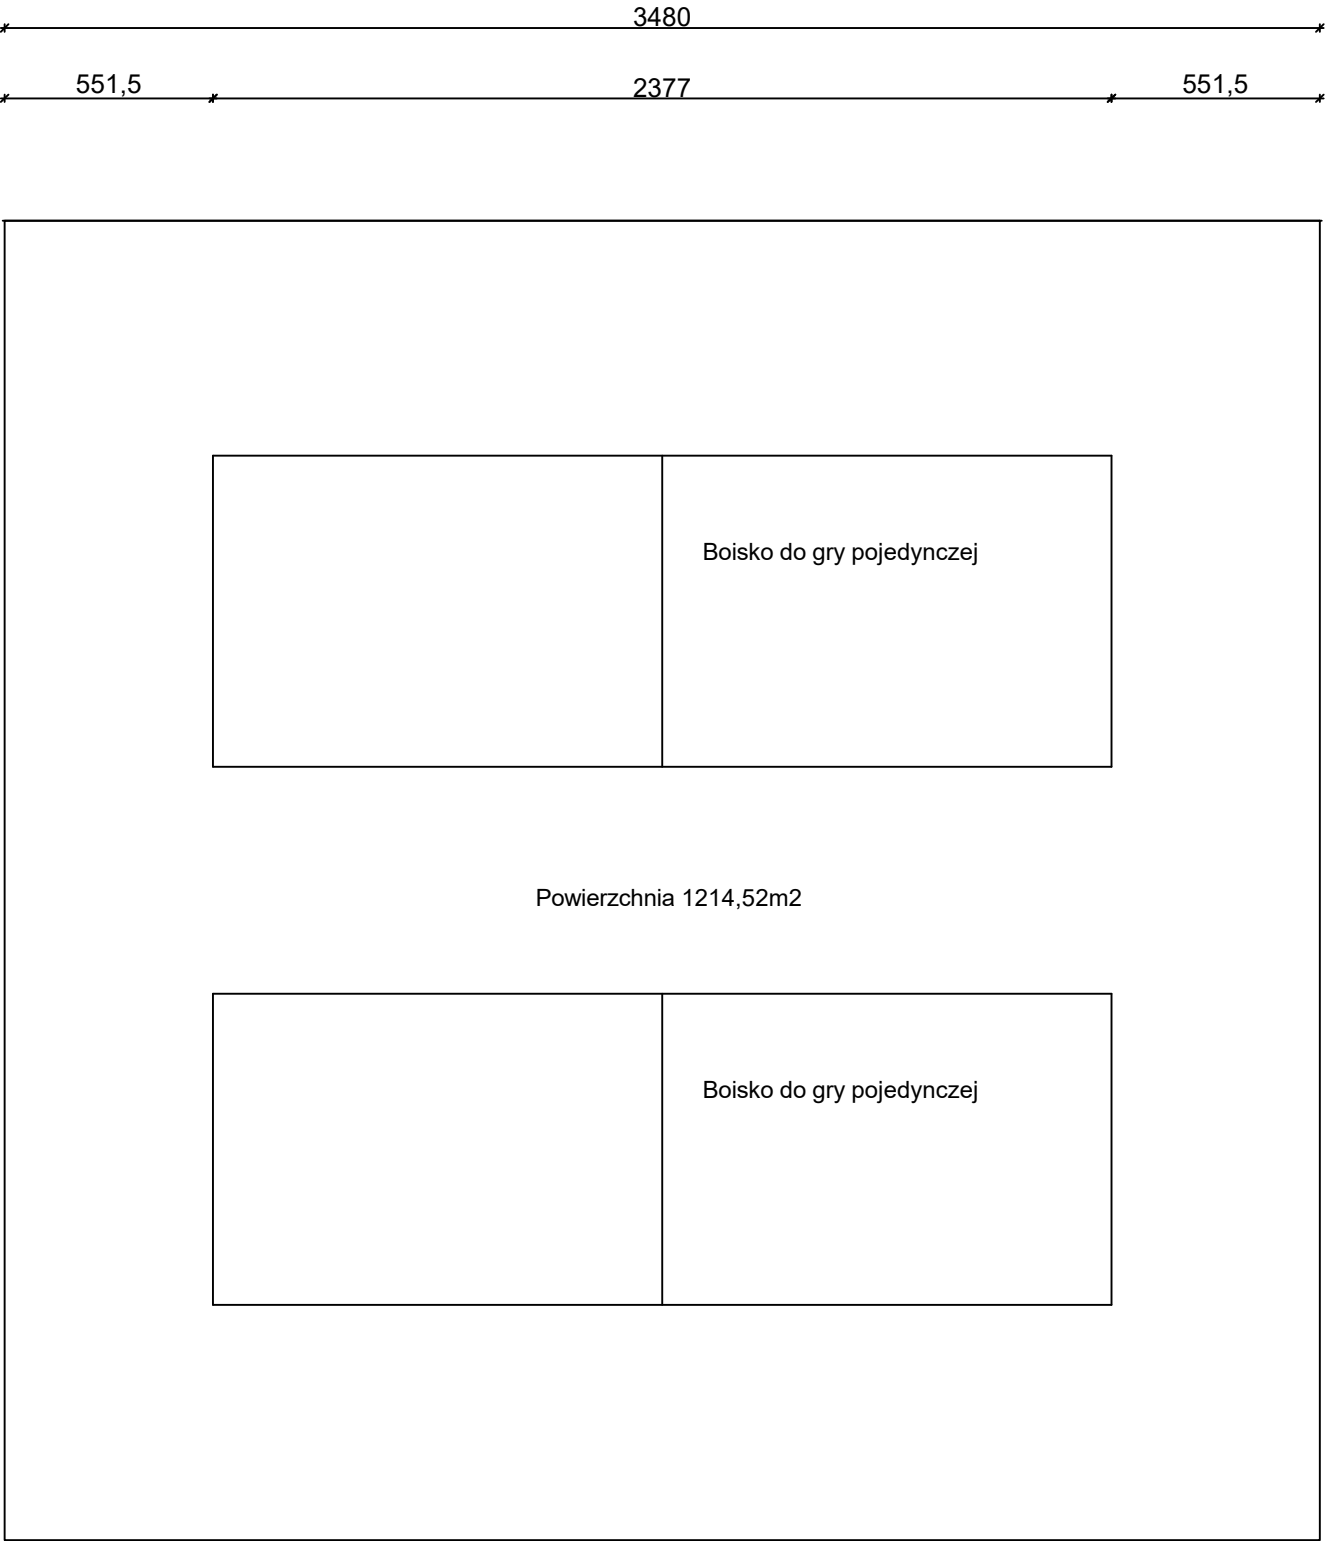 3480
551,5 2377 551,5
Boisko do gry pojedynczej
Powierzchnia 1214,52m2
Boisko do gry pojedynczej